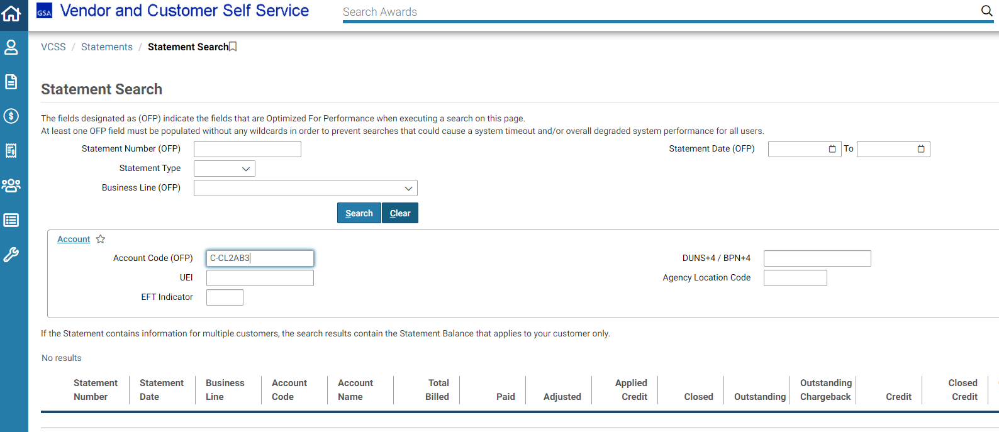 GSA Vendor and Customer Self Service
Search Awards
VCSS / Statements / Statement Search
Statement Search
The fields designated as (OFP) indicate the fields that are Optimized For Performance when executing a search on this page.
At least one OFP field must be populated without any wildcards in order to prevent searches that could cause a system timeout and/or overall degraded system performance for all users.
Statement Number (OFP)
Statement Date (OFP) To
Statement Type
Business Line (OFP)
Search Clear
Account
Account Code (OFP) C-CL2AB3
DUNS+4 / BPN+4
UEI
Agency Location Code
EFT Indicator
If the Statement contains information for multiple customers, the search results contain the Statement Balance that applies to your customer only.
No results
Statement Number
Statement Date
Business Line
Account Code
Account Name
Total Billed
Paid
Adjusted
Applied Credit
Closed
Outstanding
Outstanding Chargeback
Credit
Closed Credit